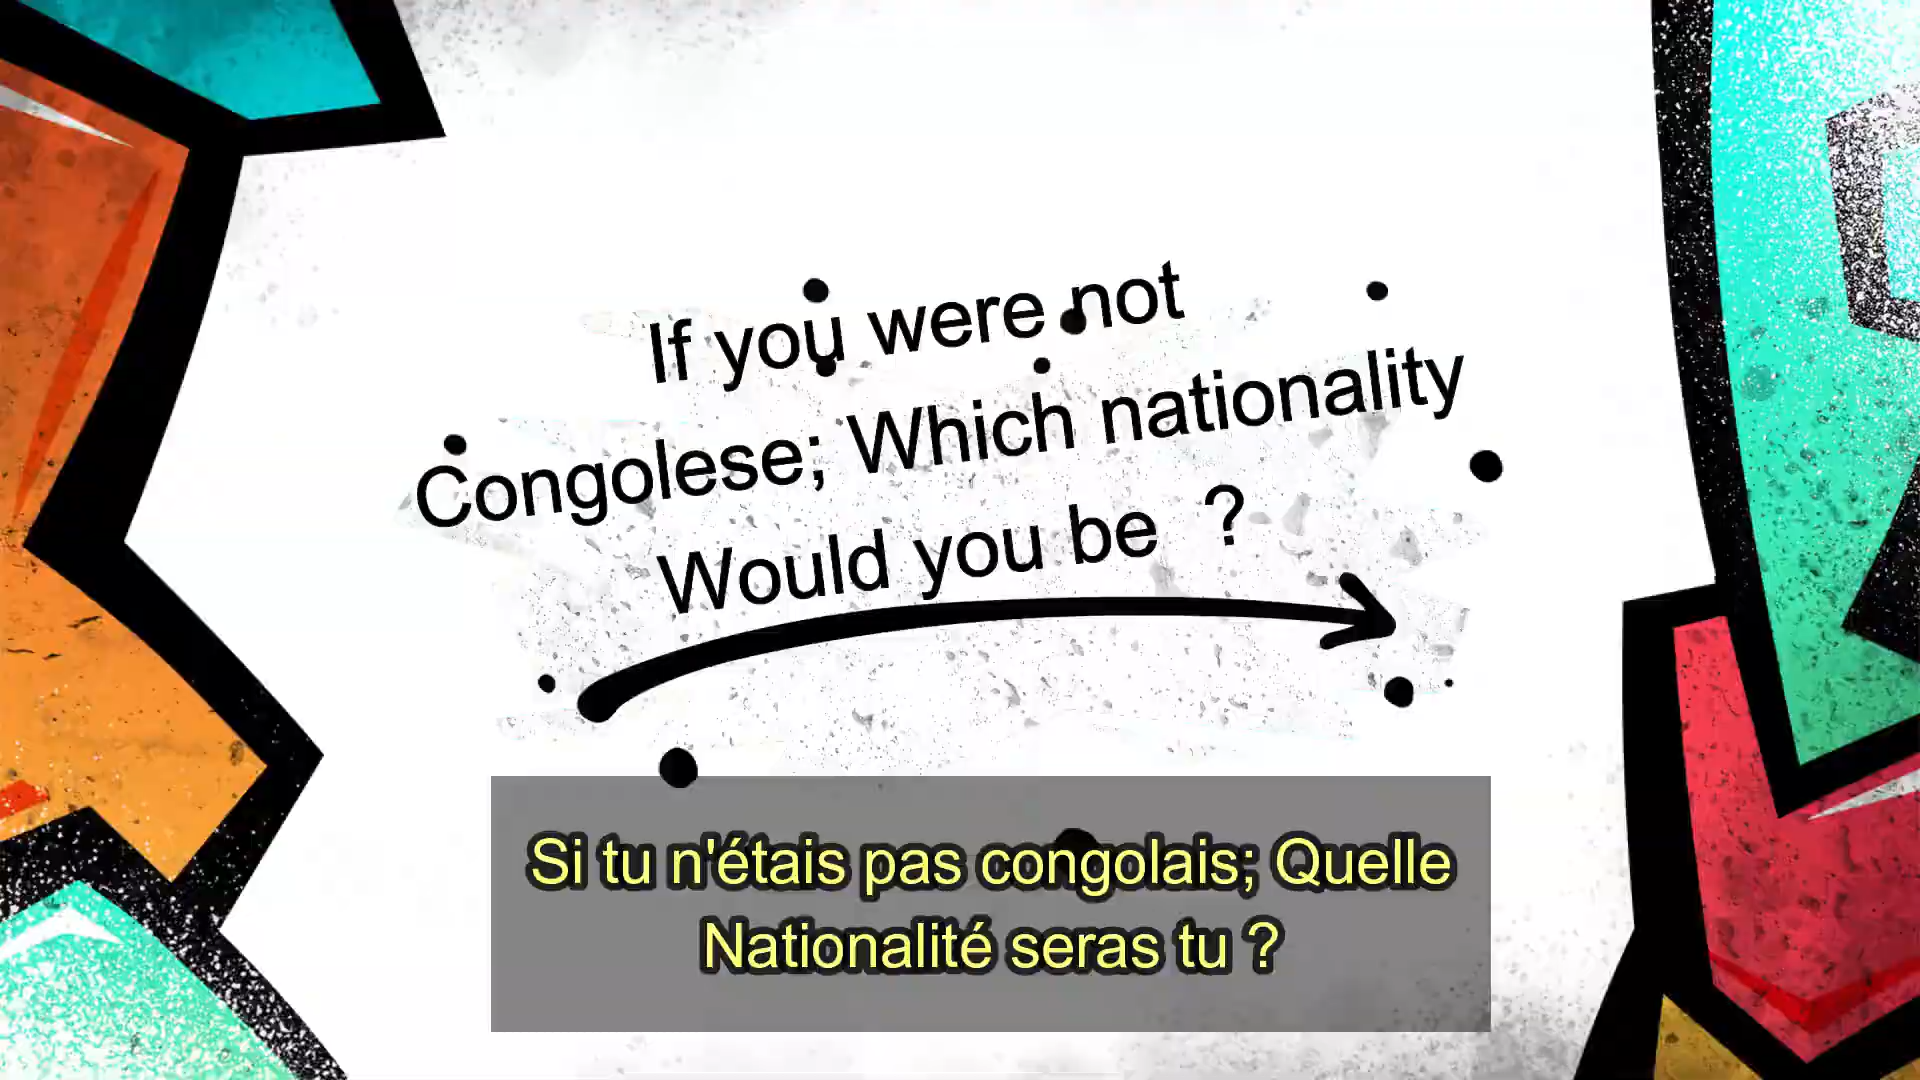 If you were not
Congolese; Which nationality
Would you be ?
Si tu n'étais pas congolais; Quelle
Nationalité seras tu ?